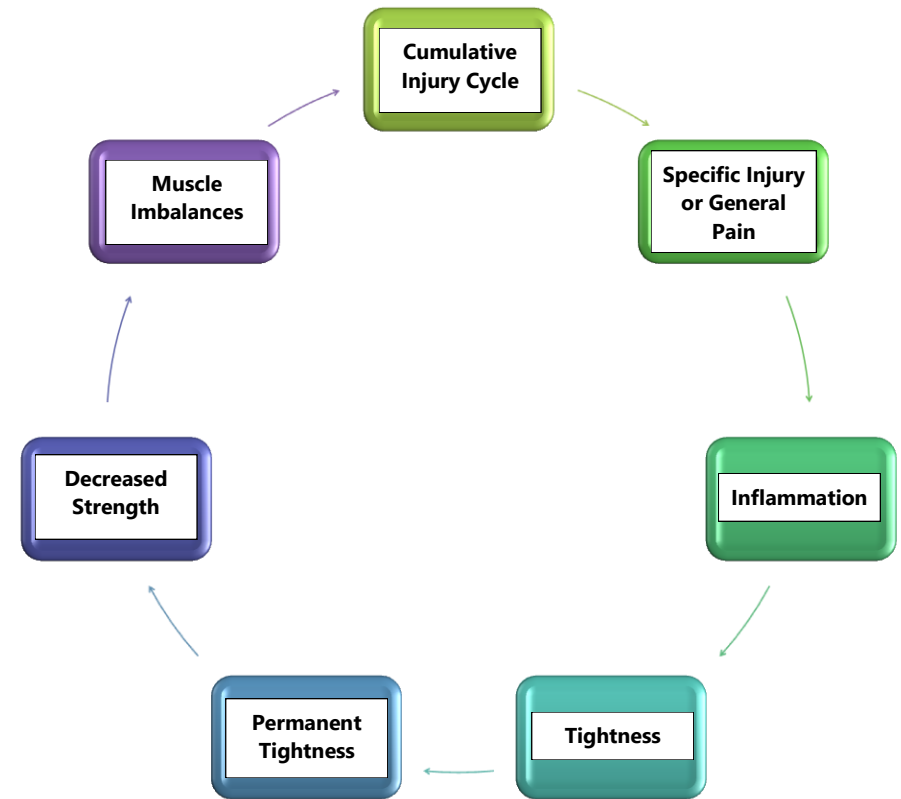 Cumulative
Injury Cycle
Specific Injury
or General
Pain
Inflammation
Tightness
Permanent
Tightness
Decreased
Strength
Muscle
Imbalances